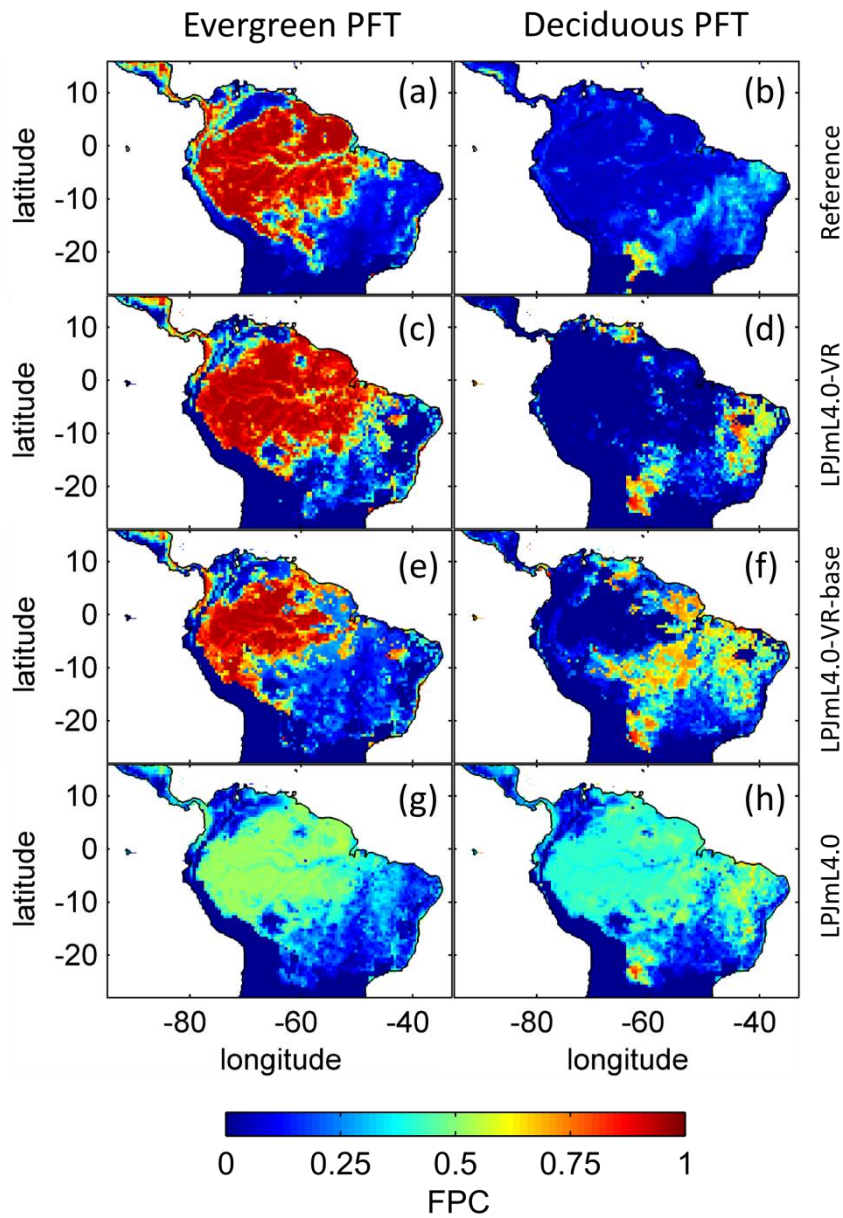 Evergreen PFT Deciduous PFT
(a) (b)
10
0
-10
-20
latitude
Reference
(c) (d)
10
0
-10
-20
latitude
LPJmL4.0-VR
(e) (f)
10
0
-10
-20
latitude
LPJmL4.0-VR-base
(g) (h)
10
0
-10
-20
latitude
LPJmL4.0
-80 -60 -40 -80 -60 -40
longitude longitude
0 0.25 0.5 0.75 1
FPC